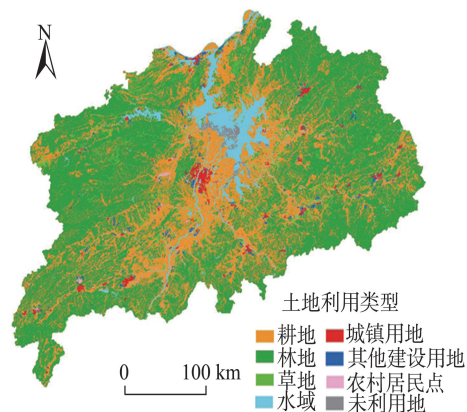 N
土地利用类型
耕地
城镇用地
林地
其他建设用地
草地
农村居民点
水域
未利用地
0 100 km